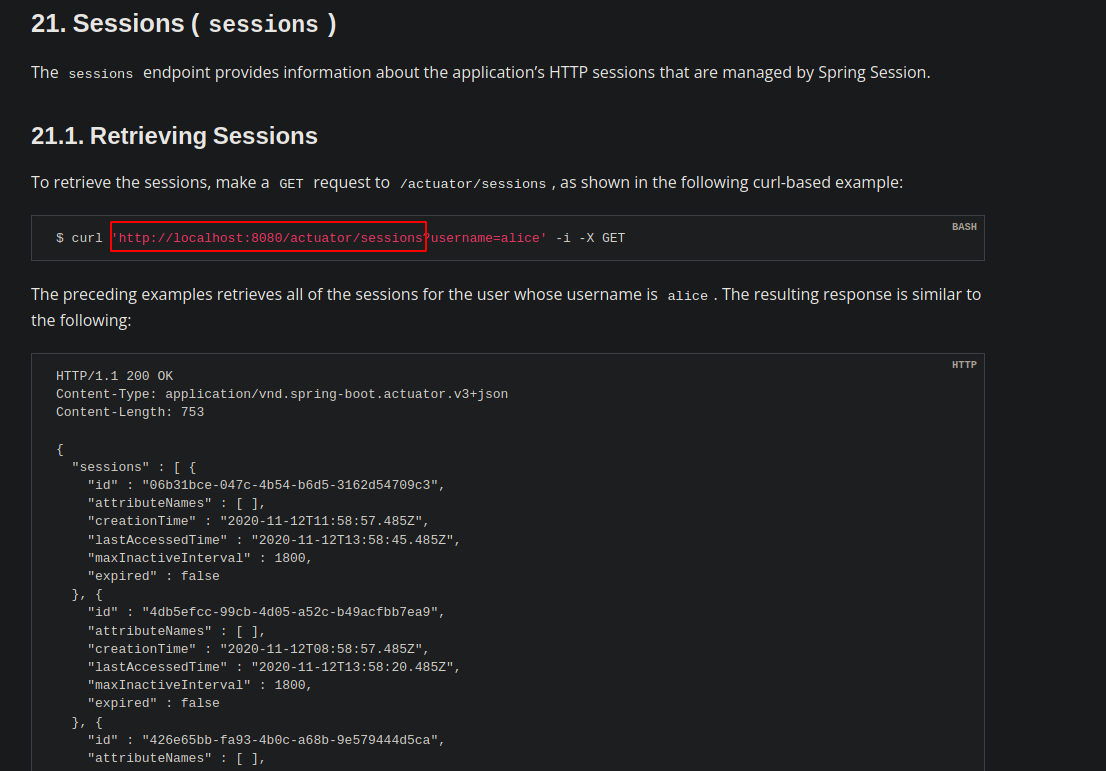 21. Sessions ( sessions )
The sessions endpoint provides information about the application’s HTTP sessions that are managed by Spring Session.
21.1. Retrieving Sessions
To retrieve the sessions, make a GET request to /actuator/sessions , as shown in the following curl-based example:
BASH
$ curl 'http://localhost:8080/actuator/sessions?username=alice' -i -X GET
The preceding examples retrieves all of the sessions for the user whose username is alice . The resulting response is similar to
the following:
HTTP
HTTP/1.1 200 OK
Content-Type: application/vnd.spring-boot.actuator.v3+json
Content-Length: 753
{
"sessions" : [ {
"id" : "06b31bce-047c-4b54-b6d5-3162d54709c3",
"attributeNames" : [ ],
"creationTime" : "2020-11-12T11:58:57.485Z",
"lastAccessedTime" : "2020-11-12T13:58:45.485Z",
"maxInactiveInterval" : 1800,
"expired" : false
}, {
"id" : "4db5efcc-99cb-4d05-a52c-b49acfbb7ea9",
"attributeNames" : [ ],
"creationTime" : "2020-11-12T08:58:57.485Z",
"lastAccessedTime" : "2020-11-12T13:58:20.485Z",
"maxInactiveInterval" : 1800,
"expired" : false
}, {
"id" : "426e65bb-fa93-4b0c-a68b-9e579444d5ca",
"attributeNames" : [ ],